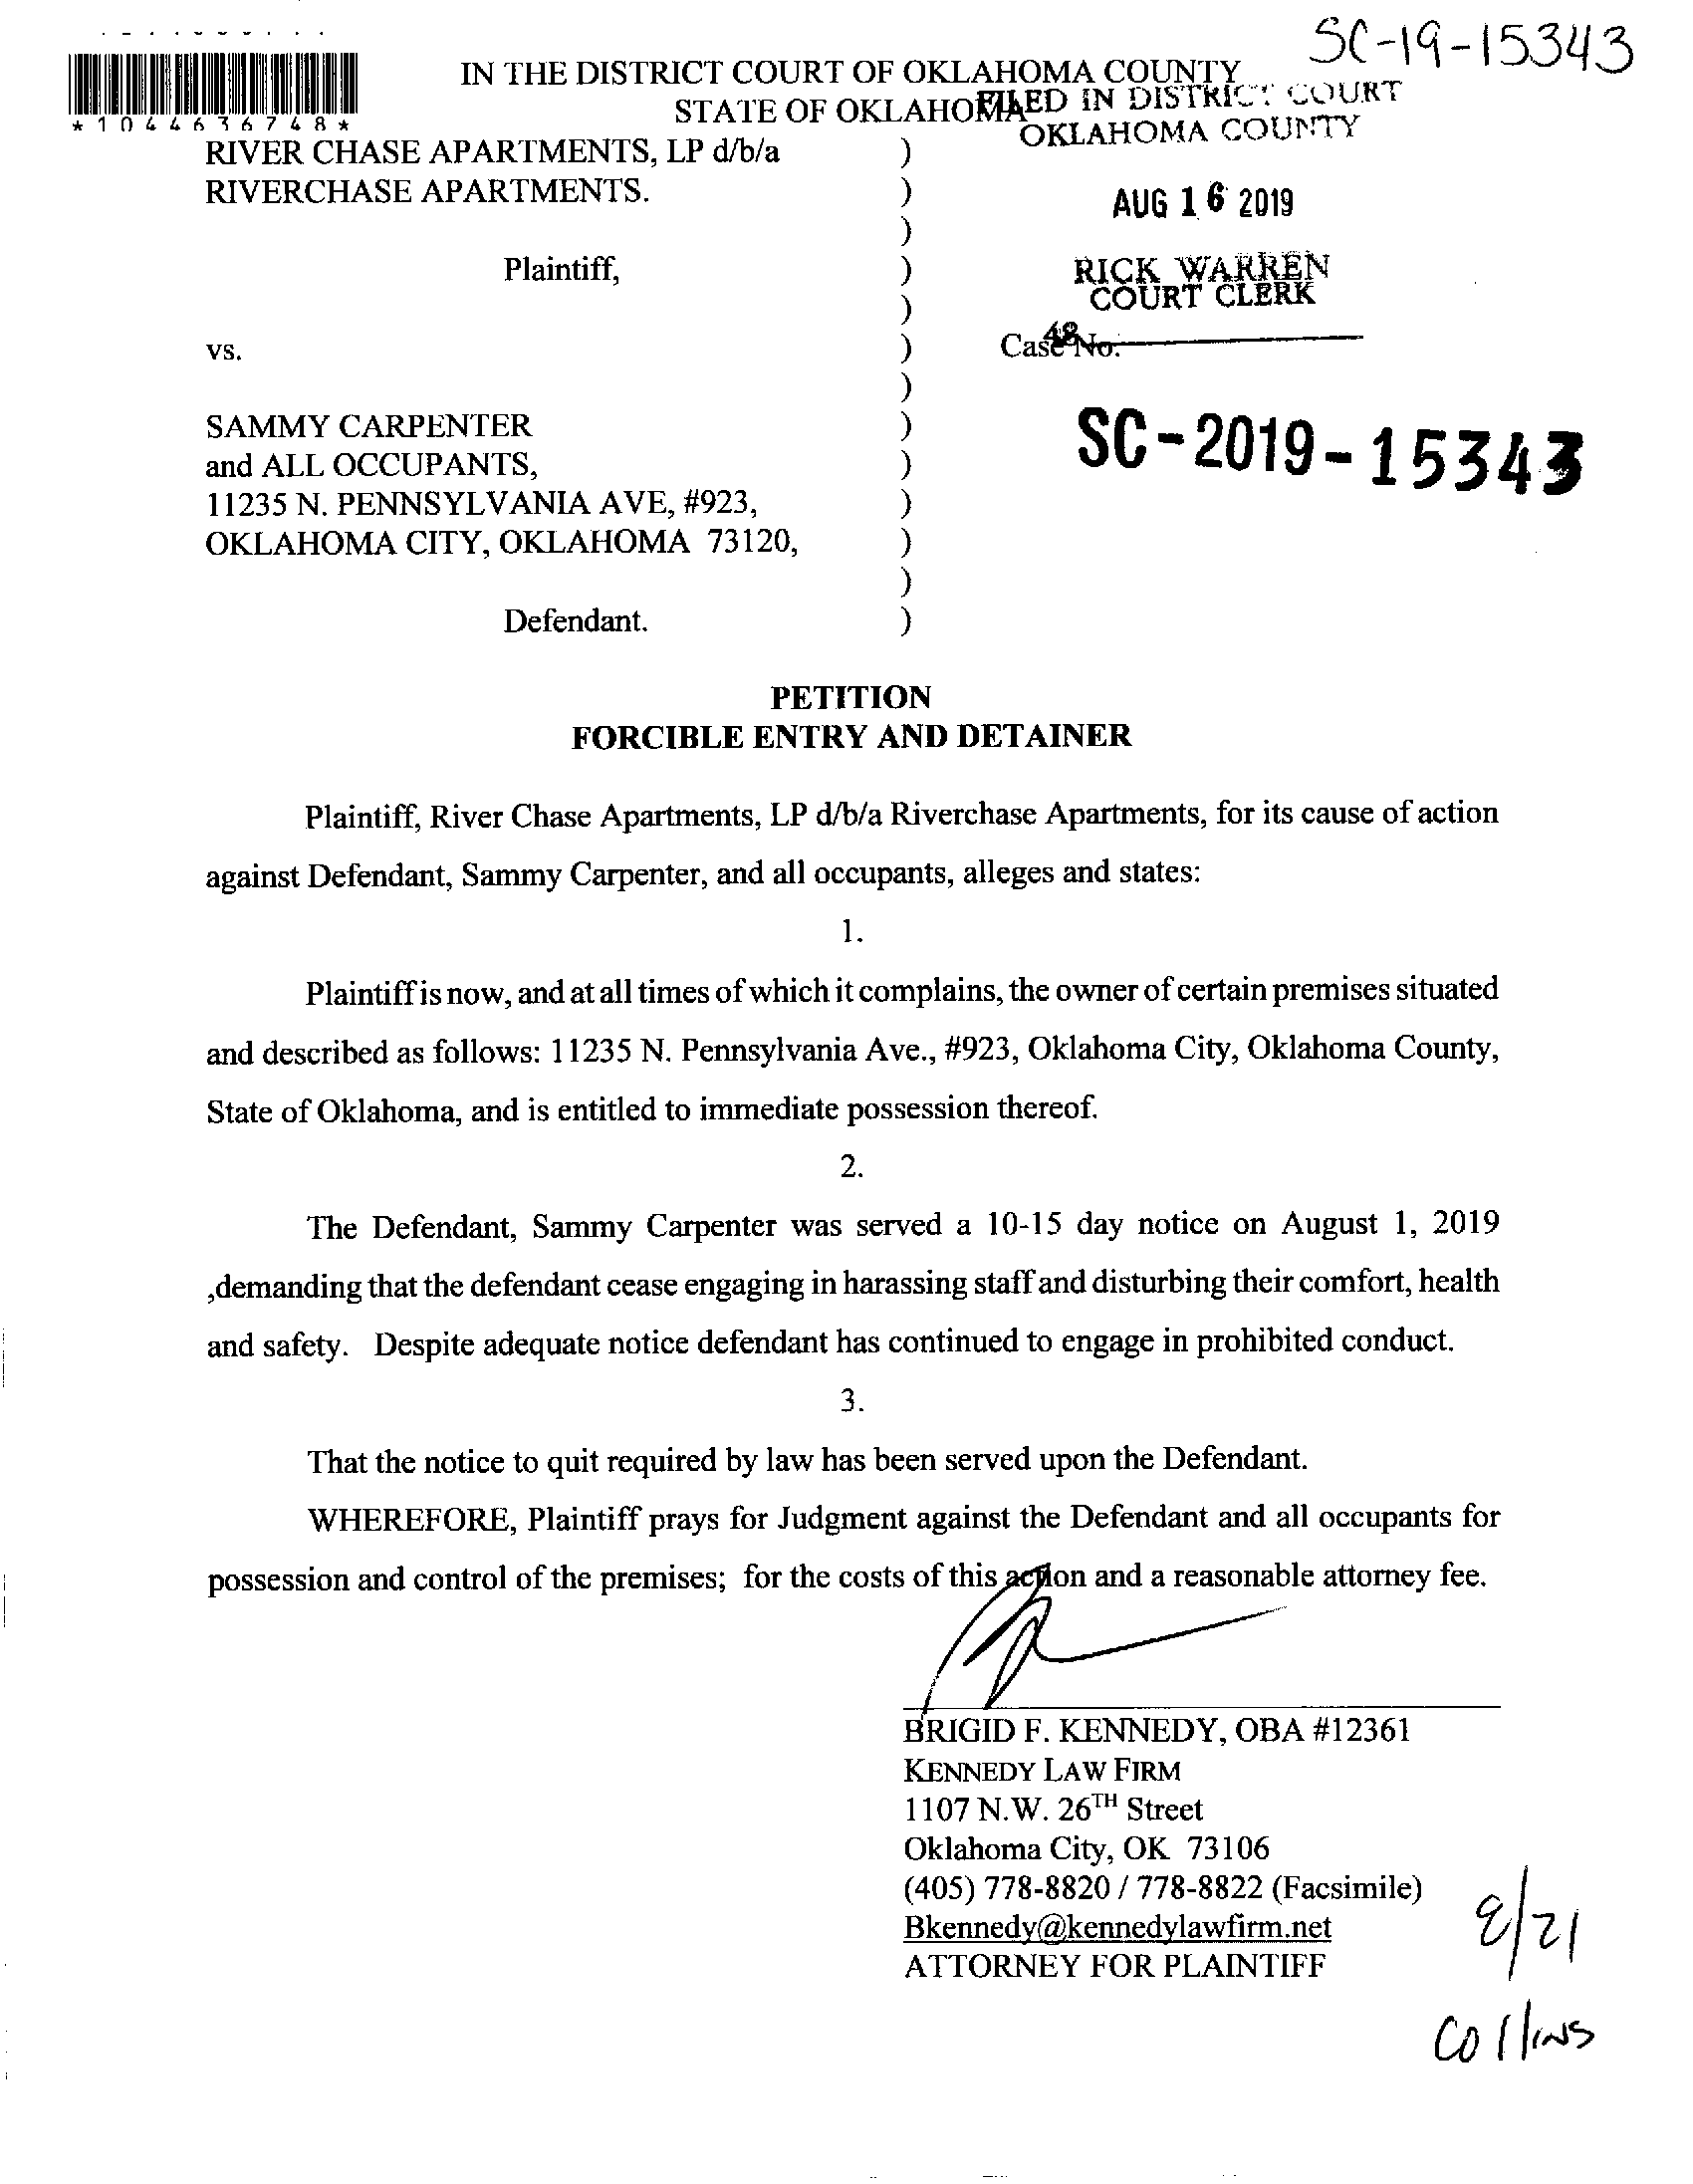 SC-19-15343
IN THE DISTRICT COURT OF OKLAHOMA COUNTY
STATE OF OKLAHOMA
FILED IN DISTRICT COURT
OKLAHOMA COUNTY
*1044636748*
RIVER CHASE APARTMENTS, LP d/b/a )
RIVERCHASE APARTMENTS. )
AUG 16 2019
)
Plaintiff, )
RICK WARREN
COURT CLERK
)
48
vs. ) Case No.
)
SAMMY CARPENTER )
SC-2019-15343
and ALL OCCUPANTS, )
11235 N. PENNSYLVANIA AVE, #923, )
OKLAHOMA CITY, OKLAHOMA 73120, )
)
Defendant. )
PETITION
FORCIBLE ENTRY AND DETAINER
Plaintiff, River Chase Apartments, LP d/b/a Riverchase Apartments, for its cause of action
against Defendant, Sammy Carpenter, and all occupants, alleges and states:
1.
Plaintiff is now, and at all times of which it complains, the owner of certain premises situated
and described as follows: 11235 N. Pennsylvania Ave., #923, Oklahoma City, Oklahoma County,
State of Oklahoma, and is entitled to immediate possession thereof.
2.
The Defendant, Sammy Carpenter was served a 10-15 day notice on August 1, 2019
,demanding that the defendant cease engaging in harassing staff and disturbing their comfort, health
and safety. Despite adequate notice defendant has continued to engage in prohibited conduct.
3.
That the notice to quit required by law has been served upon the Defendant.
WHEREFORE, Plaintiff prays for Judgment against the Defendant and all occupants for
possession and control of the premises; for the costs of this action and a reasonable attorney fee.
BRIGID F. KENNEDY, OBA #12361
KENNEDY LAW FIRM
1107 N.W. 26TH Street
Oklahoma City, OK 73106
(405) 778-8820 / 778-8822 (Facsimile)
Bkennedy@kennedylawfirm.net
ATTORNEY FOR PLAINTIFF
8/21
Collins